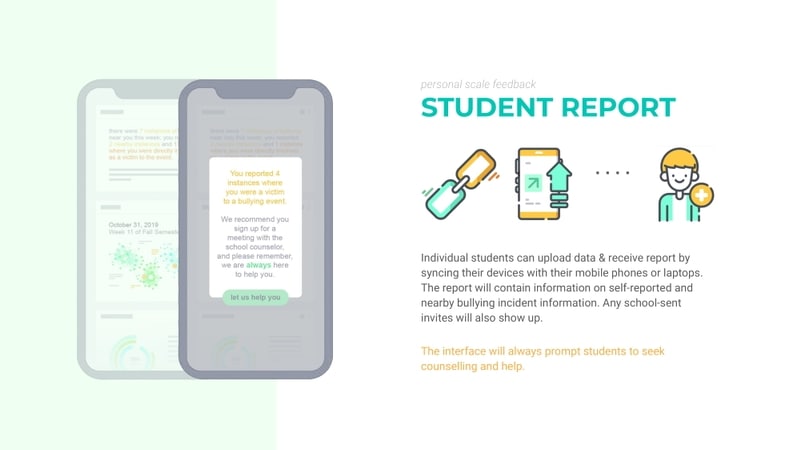 personal scale feedback
STUDENT REPORT
Individual students can upload data & receive report by
syncing their devices with their mobile phones or laptops.
The report will contain information on self-reported and
nearby bullying incident information. Any school-sent
invites will also show up.
The interface will always prompt students to seek
counselling and help.
there were 7 instances of
near you this week, you reported
2 nearby instances and 1
where you were directly
as a victim to the event.
October 31, 2019
Week 11 of Fall Semester
You reported 4
instances where
you were a victim
to a bullying event
We recommend you
sign up for a
meeting with the
school counselor,
and please remember,
we are always here
to help you.
let us help you